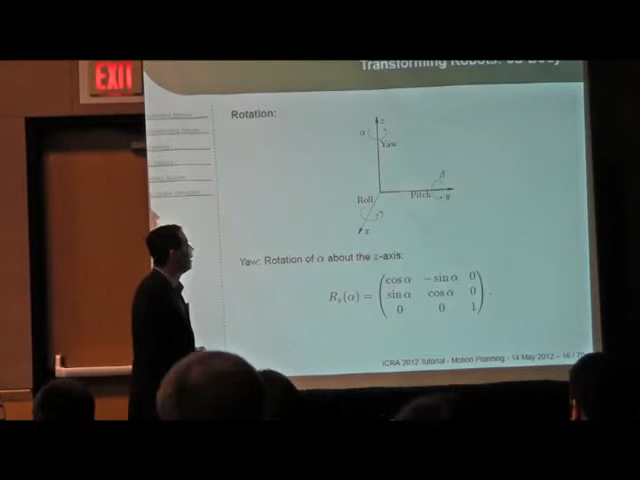 EXIT
Transforming Robots: 3D Body
Rotation:
z
α
Yaw
β
Roll
Pitch
γ
x
Yaw: Rotation of α about the z-axis:
cos α − sin α 0
R_z(α) = sin α cos α 0 .
0 0 1
ICRA 2012 Tutorial - Motion Planning - 14 May 2012 – 16 / 70